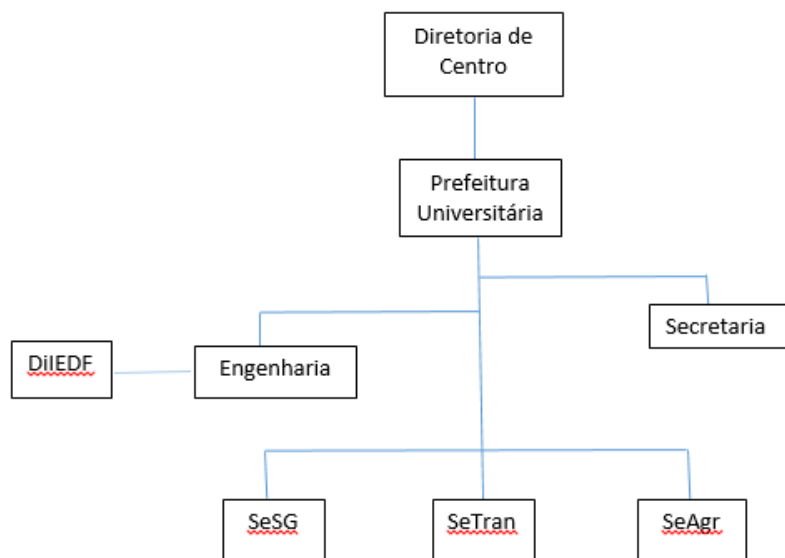 Diretoria de
Centro
Prefeitura
Universitária
Secretaria
DiIEDF
Engenharia
SeSG
SeTran
SeAgr